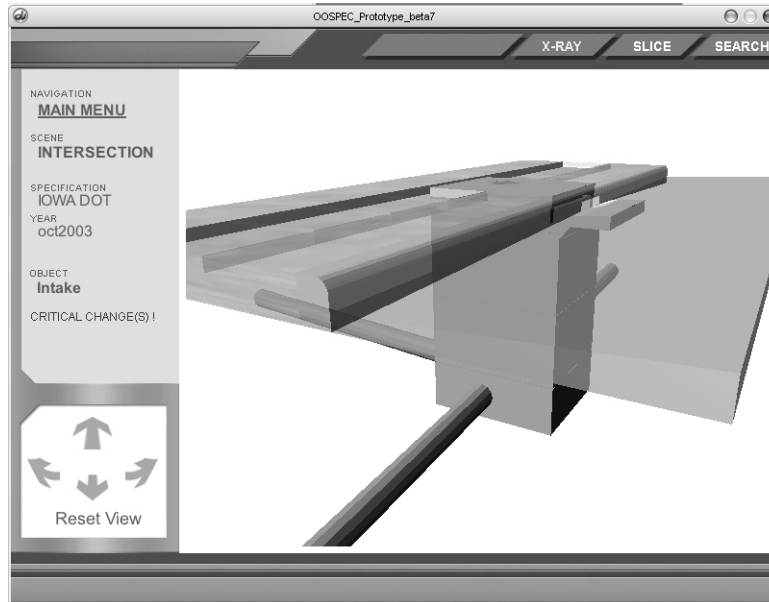 OOSPEC_Prototype_beta7
X-RAY SLICE SEARCH
NAVIGATION
MAIN MENU
SCENE
INTERSECTION
SPECIFICATION
IOWA DOT
YEAR
oct2003
OBJECT
Intake
CRITICAL CHANGE(S) !
Reset View